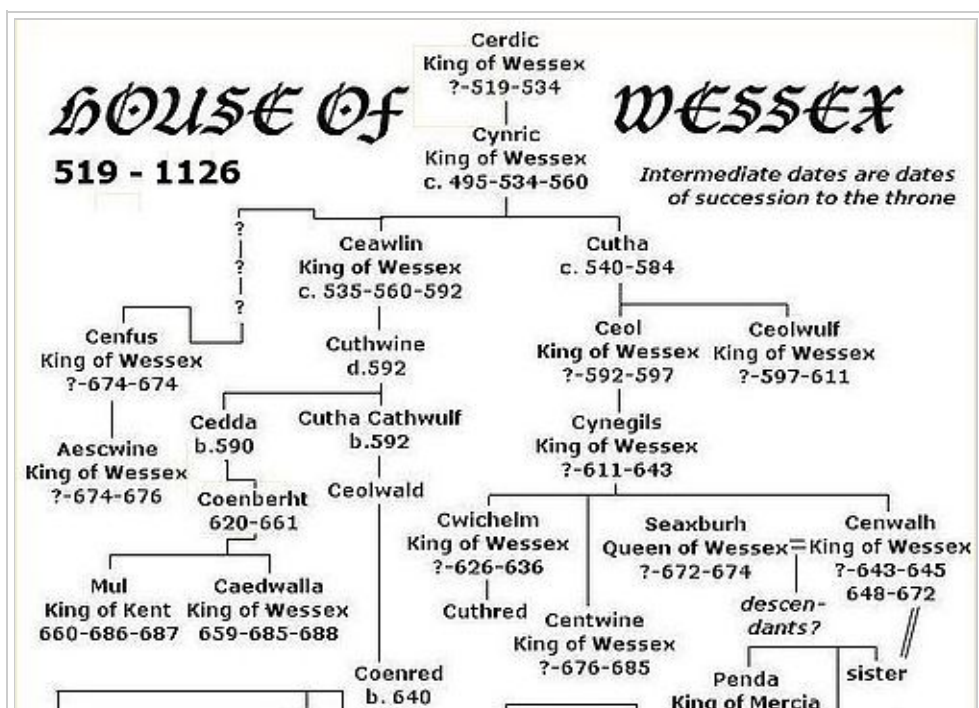 Cerdic
King of Wessex
?-519-534
HOUSE OF WESSEX
519 - 1126
Cynric
King of Wessex
c. 495-534-560
Intermediate dates are dates
of succession to the throne
?
?
?
Ceawlin
King of Wessex
c. 535-560-592
Cutha
c. 540-584
Cenfus
King of Wessex
?-674-674
Cuthwine
d.592
Ceol
King of Wessex
?-592-597
Ceolwulf
King of Wessex
?-597-611
Aescwine
King of Wessex
?-674-676
Cedda
b.590
Cutha Cathwulf
b.592
Cynegils
King of Wessex
?-611-643
Coenberht
620-661
Ceolwald
Cwichelm
King of Wessex
?-626-636
Seaxburh
Queen of Wessex
?-672-674
=
Cenwalh
King of Wessex
?-643-645
648-672
Mul
King of Kent
660-686-687
Caedwalla
King of Wessex
659-685-688
Cuthred
Centwine
King of Wessex
?-676-685
descen-
dants?
Coenred
b. 640
Penda
King of Mercia
sister